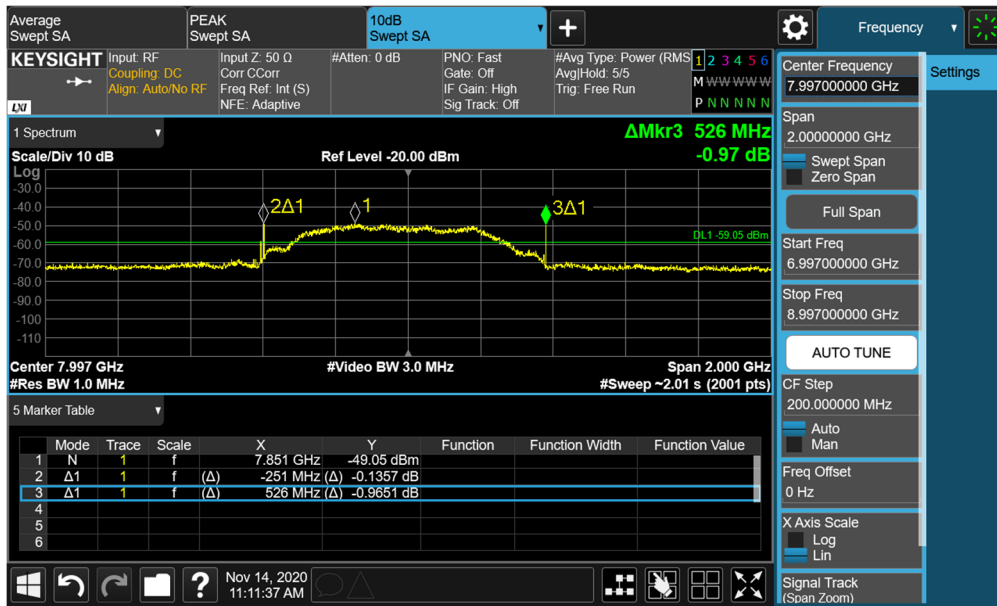 Average
Swept SA
PEAK
Swept SA
10dB
Swept SA
Frequency
KEYSIGHT
LXI
Input: RF
Coupling: DC
Align: Auto/No RF
Input Z: 50 Ω
Corr CCorr
Freq Ref: Int (S)
NFE: Adaptive
#Atten: 0 dB
PNO: Fast
Gate: Off
IF Gain: High
Sig Track: Off
#Avg Type: Power (RMS
Avg|Hold: 5/5
Trig: Free Run
1 2 3 4 5 6
M W W W W W
P N N N N N
1 Spectrum
ΔMkr3 526 MHz
-0.97 dB
Scale/Div 10 dB
Ref Level -20.00 dBm
Log
-30.0
-40.0
-50.0
-60.0
-70.0
-80.0
-90.0
-100
-110
2Δ1
1
3Δ1
DL1 -59.05 dBm
Center 7.997 GHz
#Video BW 3.0 MHz
Span 2.000 GHz
#Res BW 1.0 MHz
#Sweep ~2.01 s (2001 pts)
5 Marker Table
Mode Trace Scale X Y Function Function Width Function Value
1 N 1 f 7.851 GHz -49.05 dBm
2 Δ1 1 f (Δ) -251 MHz (Δ) -0.1357 dB
3 Δ1 1 f (Δ) 526 MHz (Δ) -0.9651 dB
4
5
6
Nov 14, 2020
11:11:37 AM
Center Frequency
7.997000000 GHz
Span
2.00000000 GHz
Swept Span
Zero Span
Full Span
Start Freq
6.997000000 GHz
Stop Freq
8.997000000 GHz
AUTO TUNE
CF Step
200.000000 MHz
Auto
Man
Freq Offset
0 Hz
X Axis Scale
Log
Lin
Signal Track
(Span Zoom)
Settings